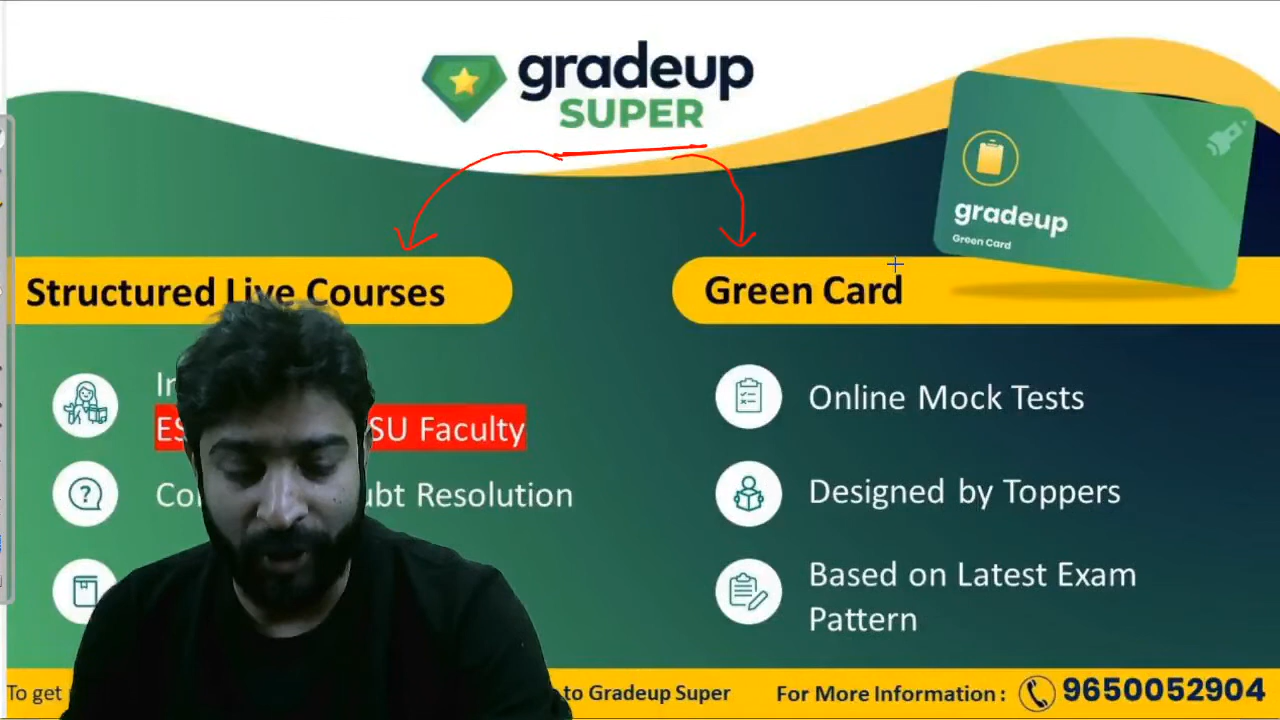 gradeup
SUPER
gradeup
Green Card
Structured Live Courses
SU Faculty
Resolution
Green Card
Online Mock Tests
Designed by Toppers
Based on Latest Exam
Pattern
To get
to Gradeup Super
For More Information : 9650052904